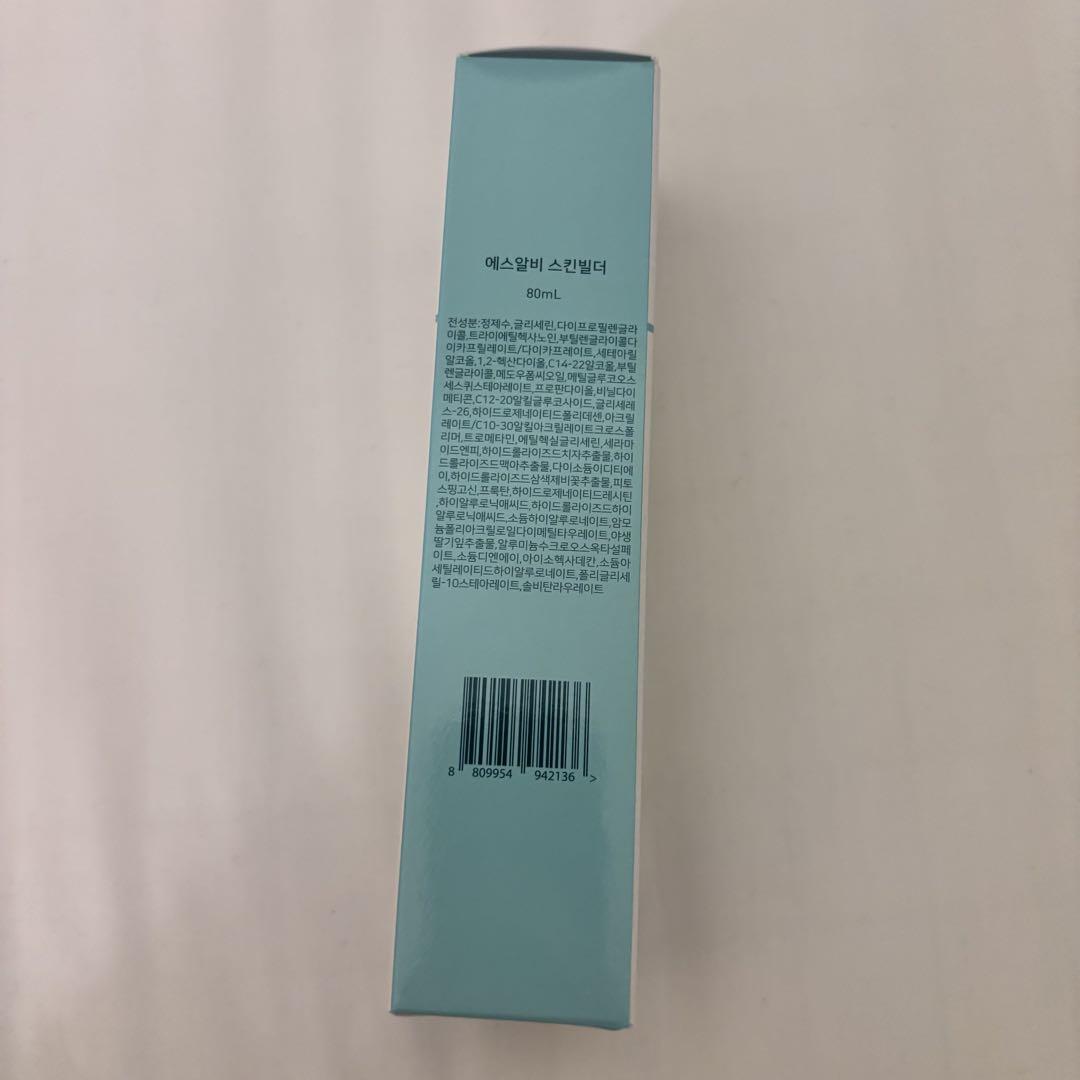 에스알비 스킨빌더
80mL
전성분:정제수,글리세린,다이프로필렌글라
이콜,트라이에틸헥사노인,부틸렌글라이콜다
이카프릴레이트/다이카프레이트,세테아릴
알코올,1,2-헥산다이올,C14-22알코올,부틸
렌글라이콜,메도우폼씨오일,메틸글루코오스
세스퀴스테아레이트,프로판다이올,비닐다이
메티콘,C12-20알킬글루코사이드,글리세레
스-26,하이드로제네이티드폴리데센,아크릴
레이트/C10-30알킬아크릴레이트크로스폴
리머,트로메타민,에틸헥실글리세린,세라마
이드엔피,하이드롤라이즈드치자추출물,하이
드롤라이즈드맥아추출물,다이소듐이디티에
이,하이드롤라이즈드삼색제비꽃추출물,피토
스핑고신,프룩탄,하이드로제네이티드레시틴
,하이알루로닉애씨드,하이드롤라이즈드하이
알루로닉애씨드,소듐하이알루로네이트,암모
늄폴리아크릴로일다이메틸타우레이트,야생
딸기잎추출물,알루미늄수크로오스옥타설페
이트,소듐디엔에이,아이소헥사데칸,소듐아
세틸레이티드하이알루로네이트,폴리글리세
릴-10스테아레이트,솔비탄라우레이트
8 809954 942136 >